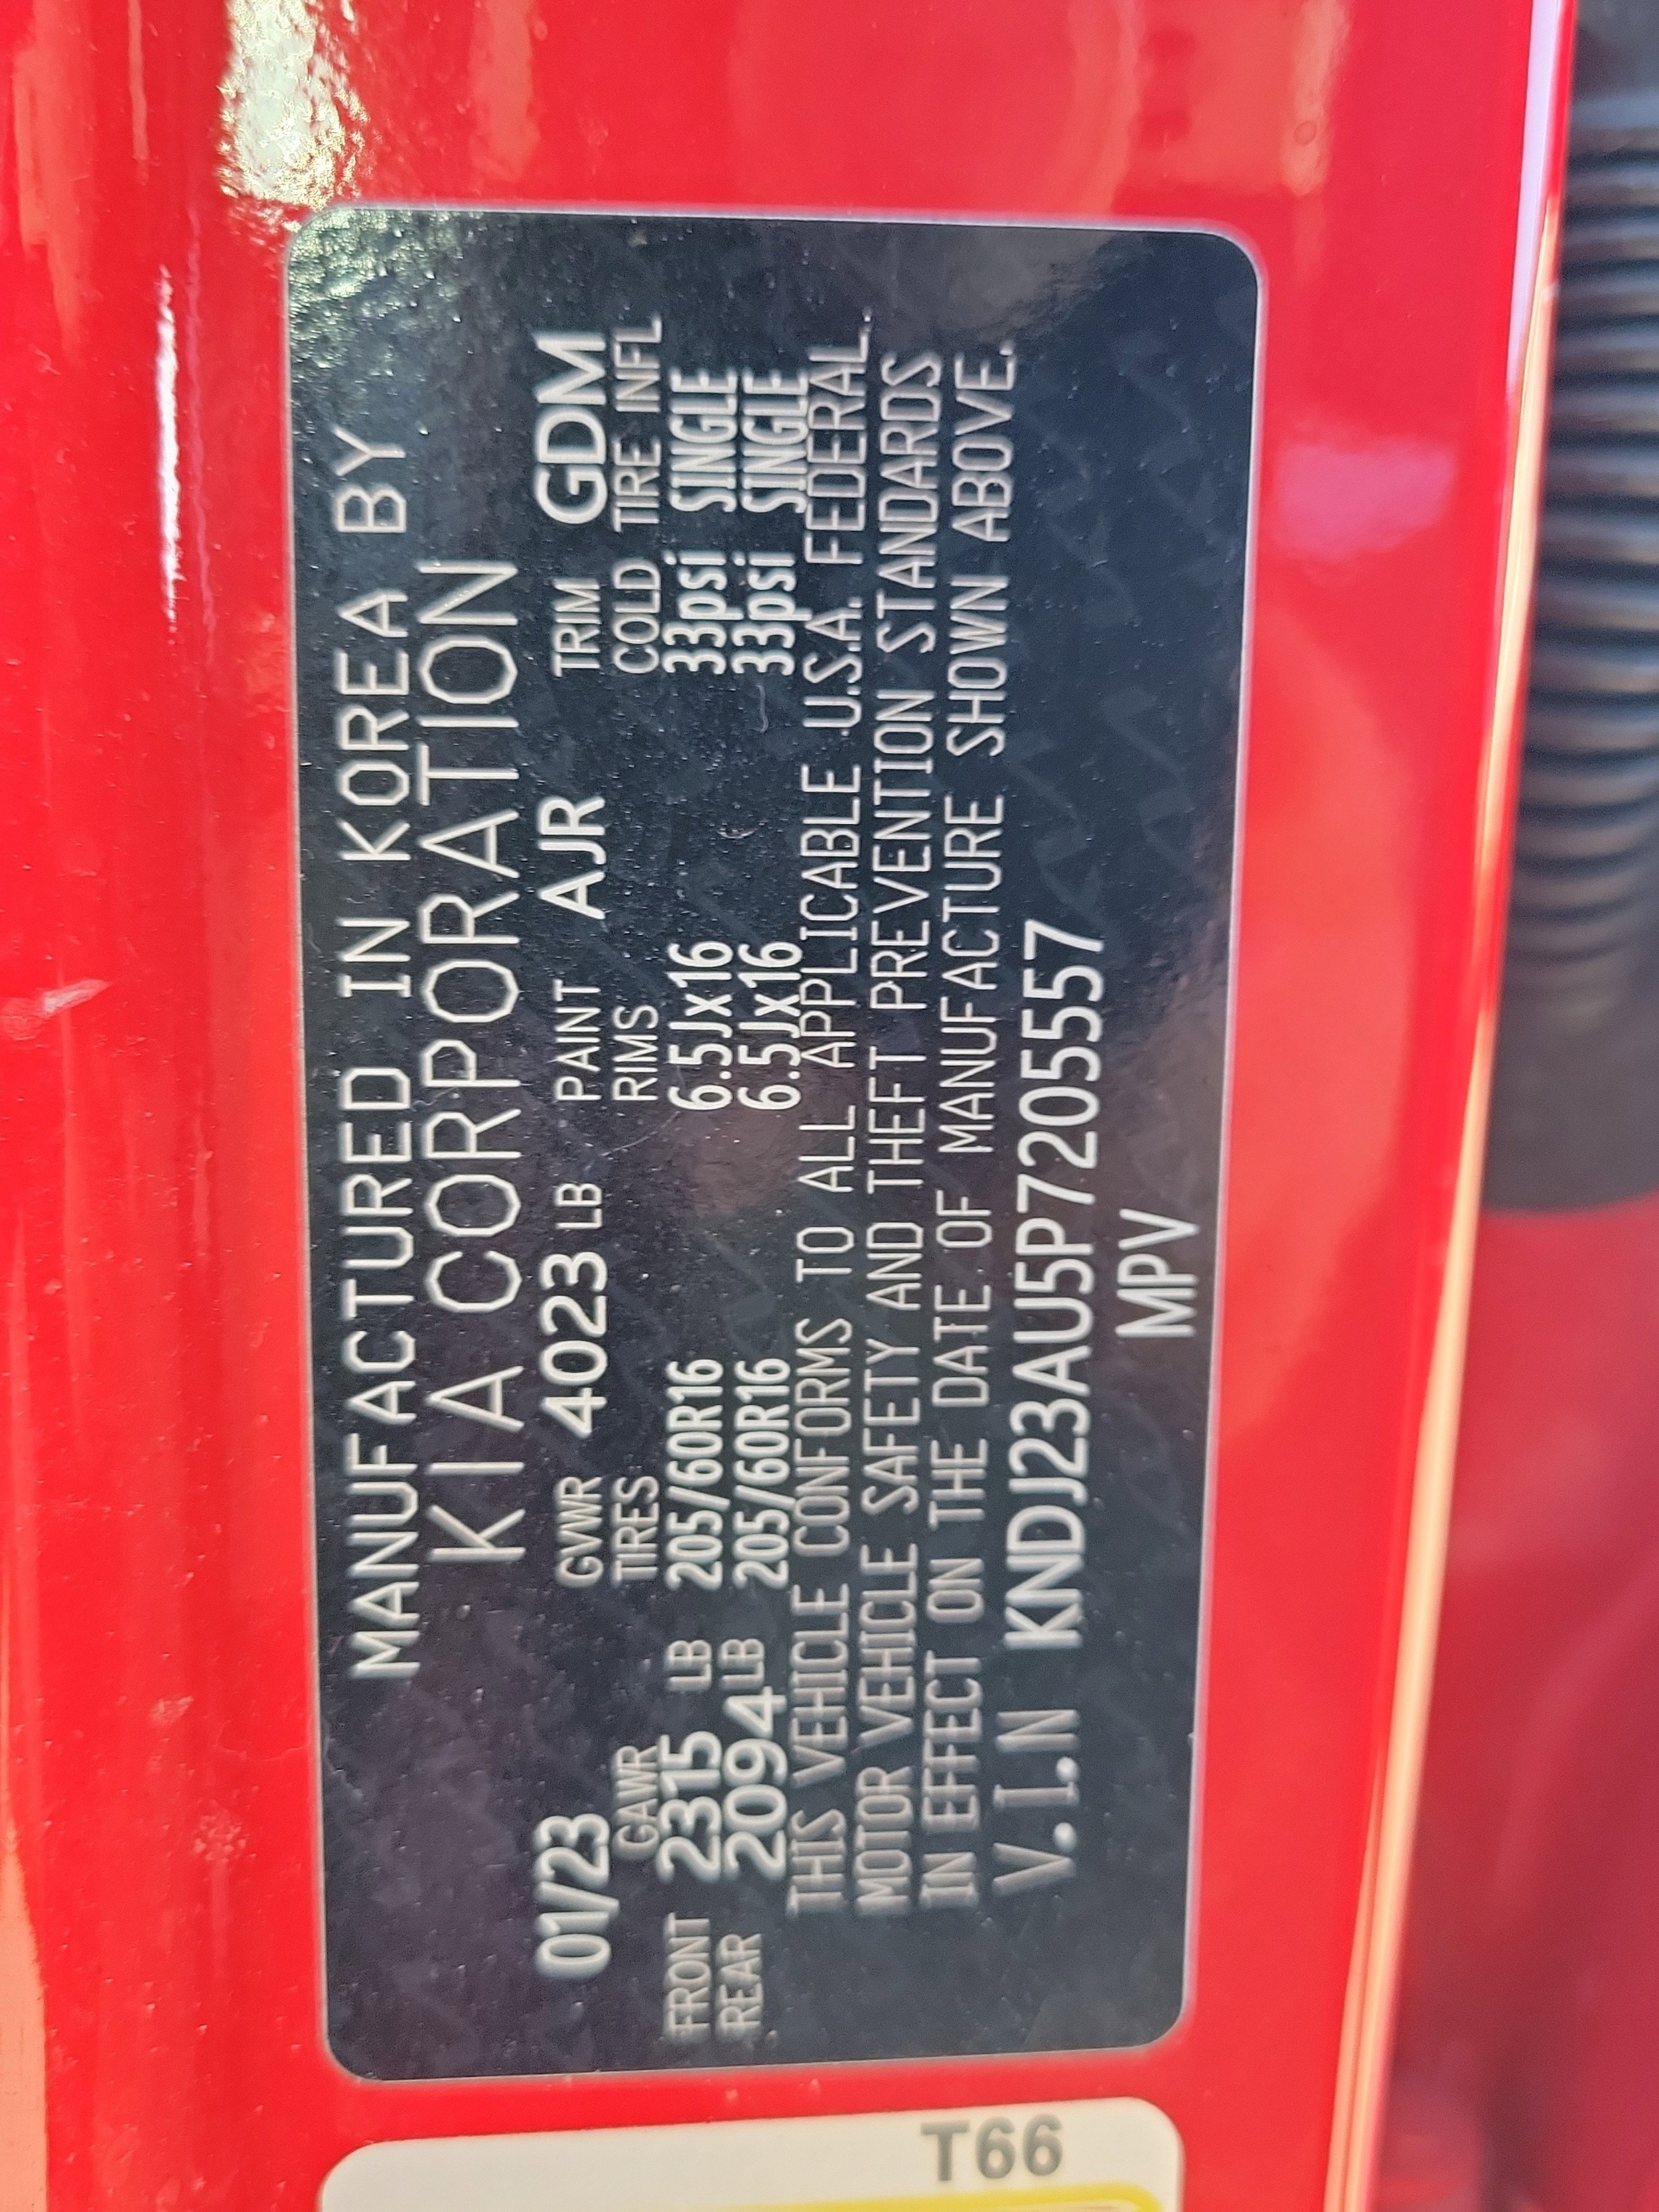 MANUFACTURED IN KOREA BY
KIA CORPORATION
01/23 GVWR 4023 LB PAINT AJR TRIM GDM
GAWR TIRES RIMS COLD TIRE INFL
FRONT 2315 LB 205/60R16 6.5Jx16 33psi SINGLE
REAR 2094 LB 205/60R16 6.5Jx16 33psi SINGLE
THIS VEHICLE CONFORMS TO ALL APPLICABLE U.S.A. FEDERAL
MOTOR VEHICLE SAFETY AND THEFT PREVENTION STANDARDS
IN EFFECT ON THE DATE OF MANUFACTURE SHOWN ABOVE.
V.I.N KNDJ23AU5P7205557
MPV
T66